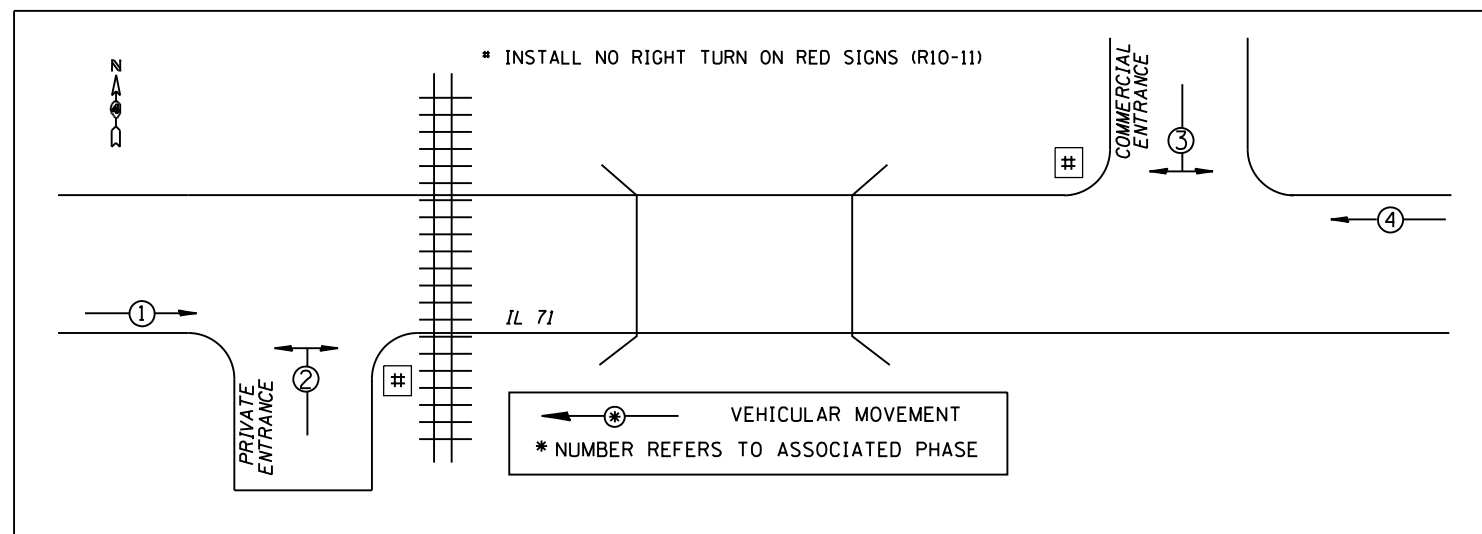 # INSTALL NO RIGHT TURN ON RED SIGNS (R10-11)
N
COMMERCIAL
ENTRANCE
3
#
4
1
IL 71
2
#
PRIVATE
ENTRANCE
* VEHICULAR MOVEMENT
* NUMBER REFERS TO ASSOCIATED PHASE